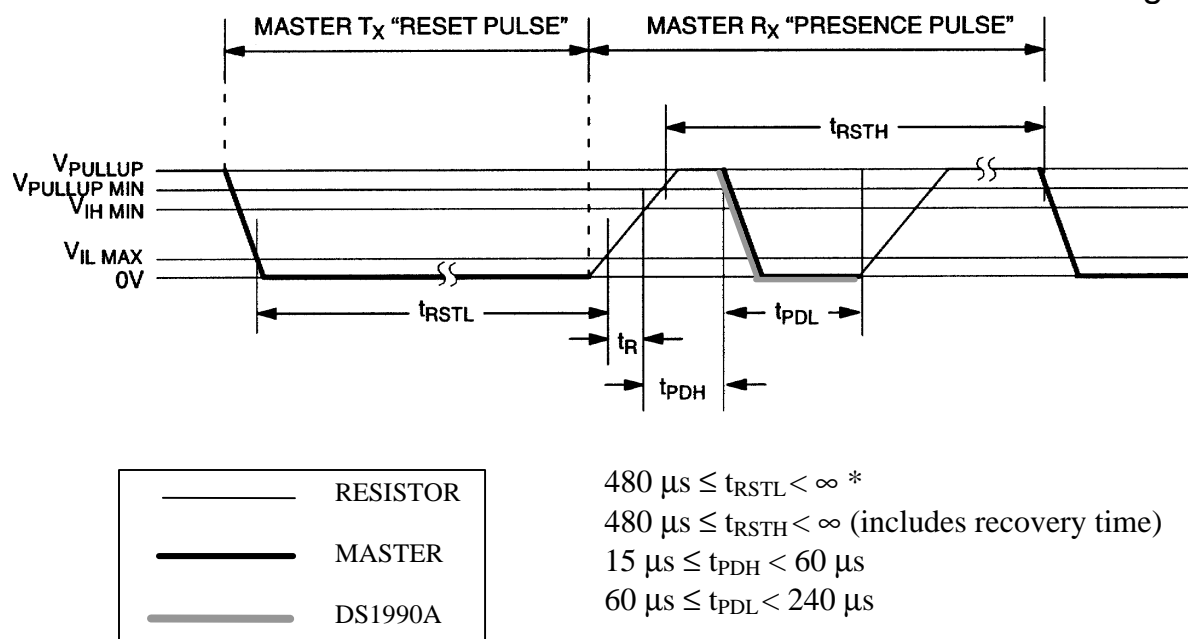 g
MASTER TX "RESET PULSE"
MASTER RX "PRESENCE PULSE"
tRSTH
VPULLUP
VPULLUP MIN
VIH MIN
VIL MAX
0V
tRSTL
tPDL
tR
tPDH
RESISTOR
MASTER
DS1990A
480 μs ≤ tRSTL < ∞ *
480 μs ≤ tRSTH < ∞ (includes recovery time)
15 μs ≤ tPDH < 60 μs
60 μs ≤ tPDL < 240 μs